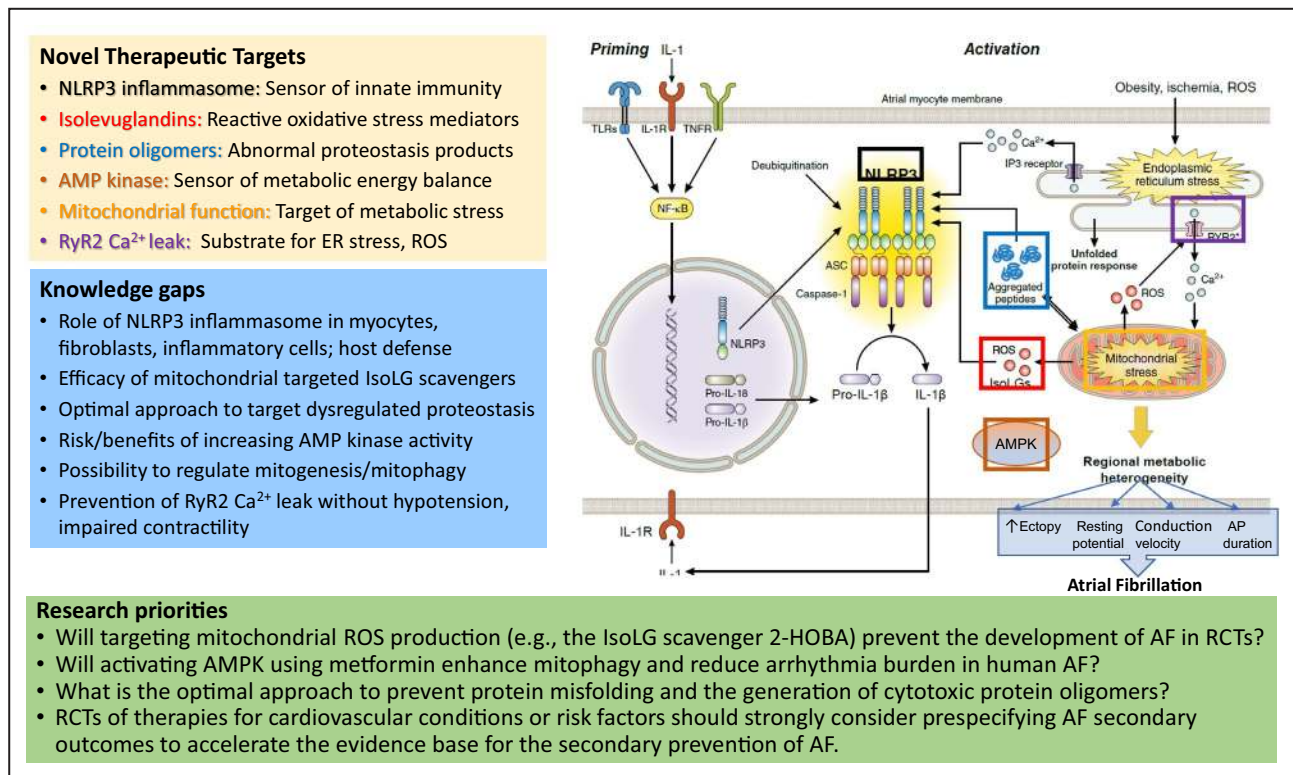 Novel Therapeutic Targets
• NLRP3 inflammasome: Sensor of innate immunity
• Isolevuglandins: Reactive oxidative stress mediators
• Protein oligomers: Abnormal proteostasis products
• AMP kinase: Sensor of metabolic energy balance
• Mitochondrial function: Target of metabolic stress
• RyR2 Ca²⁺ leak: Substrate for ER stress, ROS
Knowledge gaps
• Role of NLRP3 inflammasome in myocytes,
fibroblasts, inflammatory cells; host defense
• Efficacy of mitochondrial targeted IsoLG scavengers
• Optimal approach to target dysregulated proteostasis
• Risk/benefits of increasing AMP kinase activity
• Possibility to regulate mitogenesis/mitophagy
• Prevention of RyR2 Ca²⁺ leak without hypotension,
impaired contractility
Priming
IL-1
Activation
Obesity, ischemia, ROS
Atrial myocyte membrane
TLRs
IL-1R
TNFR
Ca²⁺
IP3 receptor
Endoplasmic
reticulum stress
Deubiquitination
NLRP3
NF-κB
RYR2*
Unfolded
protein response
ASC
Caspase-1
Aggregated
peptides
ROS
Ca²⁺
NLRP3
ROS
IsoLGs
Mitochondrial
stress
Pro-IL-18
Pro-IL-1β
Pro-IL-1β
IL-1β
AMPK
Regional metabolic
heterogeneity
IL-1R
IL-1
↑Ectopy
Resting
potential
Conduction
velocity
AP
duration
Atrial Fibrillation
Research priorities
• Will targeting mitochondrial ROS production (e.g., the IsoLG scavenger 2-HOBA) prevent the development of AF in RCTs?
• Will activating AMPK using metformin enhance mitophagy and reduce arrhythmia burden in human AF?
• What is the optimal approach to prevent protein misfolding and the generation of cytotoxic protein oligomers?
• RCTs of therapies for cardiovascular conditions or risk factors should strongly consider prespecifying AF secondary
outcomes to accelerate the evidence base for the secondary prevention of AF.